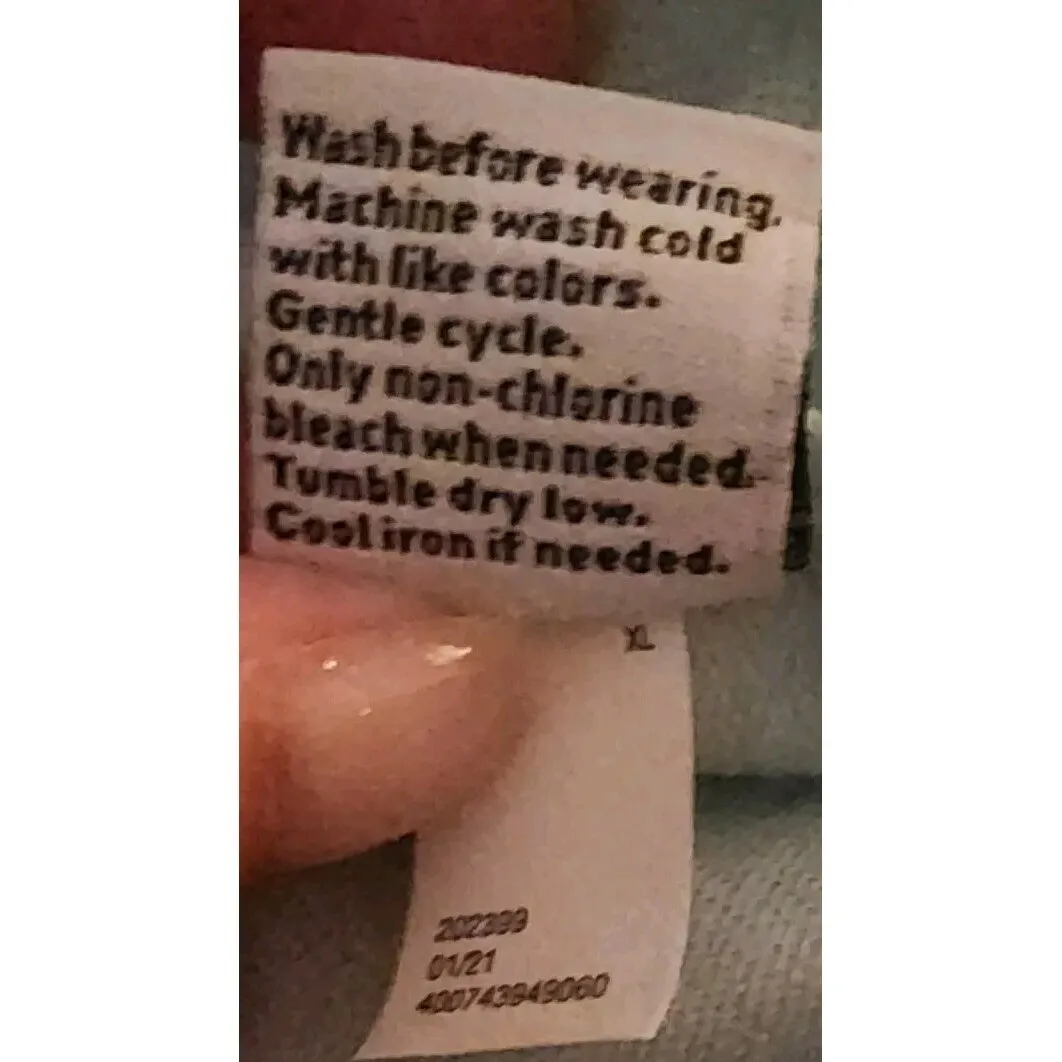 Wash before wearing.
Machine wash cold
with like colors.
Gentle cycle.
Only non-chlorine
bleach when needed.
Tumble dry low.
Cool iron if needed.
XL
202399
01/21
400743949060